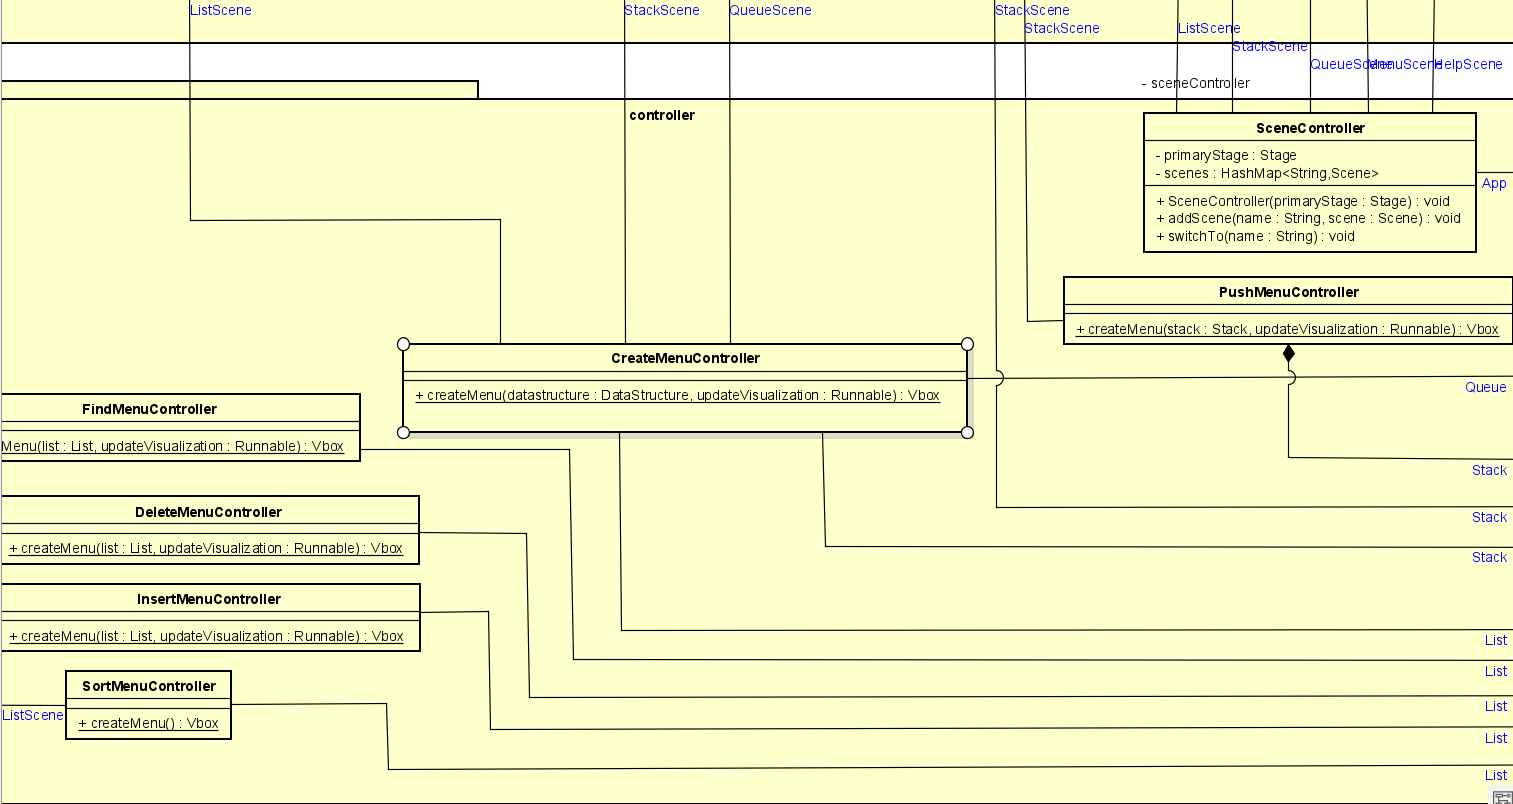 ListScene
StackScene
QueueScene
StackScene
StackScene
ListScene
StackScene
QueueScene
MenuScene
HelpScene
- sceneController
controller
SceneController
- primaryStage : Stage
- scenes : HashMap<String,Scene>
+ SceneController(primaryStage : Stage) : void
+ addScene(name : String, scene : Scene) : void
+ switchTo(name : String) : void
App
PushMenuController
+ createMenu(stack : Stack, updateVisualization : Runnable) : Vbox
CreateMenuController
+ createMenu(datastructure : DataStructure, updateVisualization : Runnable) : Vbox
Queue
FindMenuController
Menu(list : List, updateVisualization : Runnable) : Vbox
Stack
DeleteMenuController
+ createMenu(list : List, updateVisualization : Runnable) : Vbox
Stack
Stack
InsertMenuController
+ createMenu(list : List, updateVisualization : Runnable) : Vbox
List
List
SortMenuController
+ createMenu() : Vbox
ListScene
List
List
List